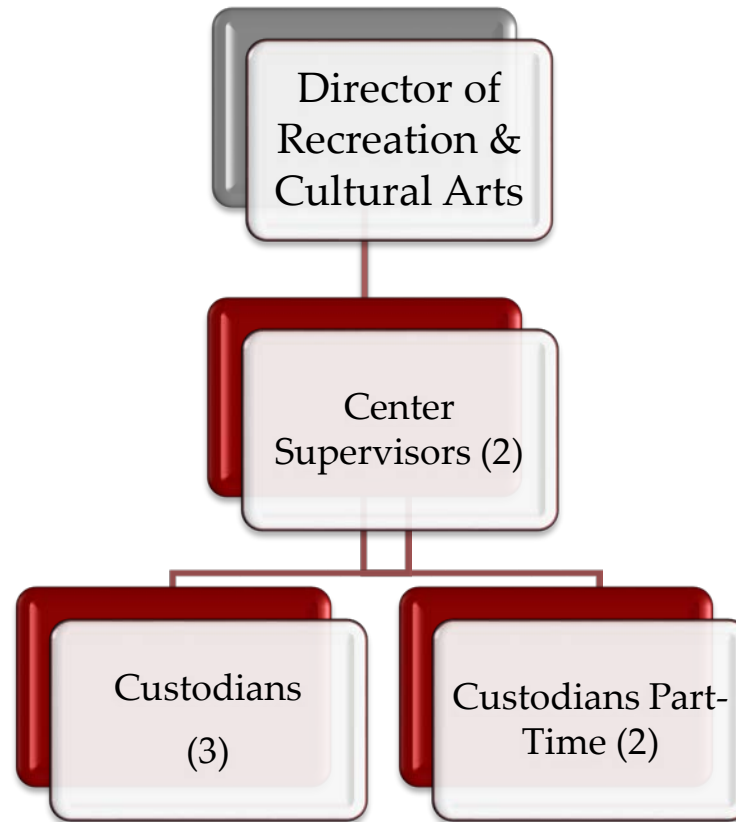 Director of
Recreation &
Cultural Arts
Center
Supervisors (2)
Custodians
(3)
Custodians Part-
Time (2)